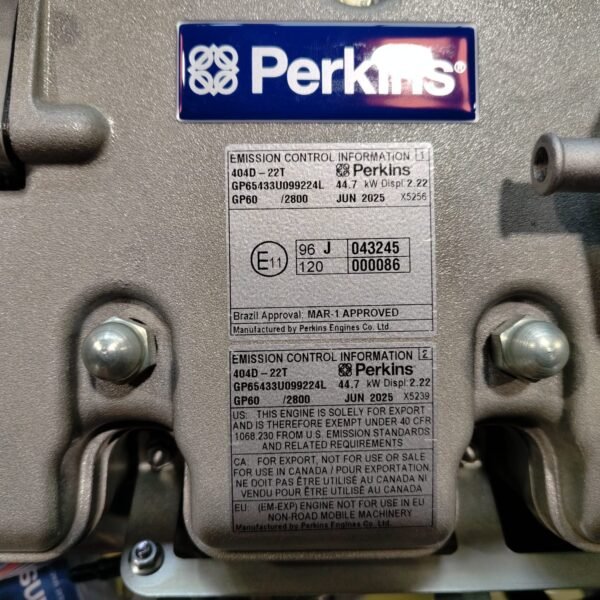 Perkins®
EMISSION CONTROL INFORMATION 1
404D-22T Perkins
GP65433U099224L 44.7 kW Displ:2.22
GP60 /2800 JUN 2025 X5256
E11 96 J 043245
120 000086
Brazil Approval: MAR-1 APPROVED
Manufactured by Perkins Engines Co. Ltd.
EMISSION CONTROL INFORMATION 2
404D-22T Perkins
GP65433U099224L 44.7 kW Displ:2.22
GP60 /2800 JUN 2025 X5239
US: THIS ENGINE IS SOLELY FOR EXPORT
AND IS THEREFORE EXEMPT UNDER 40 CFR
1068.230 FROM U.S. EMISSION STANDARDS
AND RELATED REQUIREMENTS
CA: FOR EXPORT, NOT FOR USE OR SALE
FOR USE IN CANADA / POUR EXPORTATION,
NE DOIT PAS ÊTRE UTILISÉ AU CANADA NI
VENDU POUR ÊTRE UTILISÉ AU CANADA
EU: (EM-EXP) ENGINE NOT FOR USE IN EU
NON-ROAD MOBILE MACHINERY
Manufactured by Perkins Engines Co. Ltd.